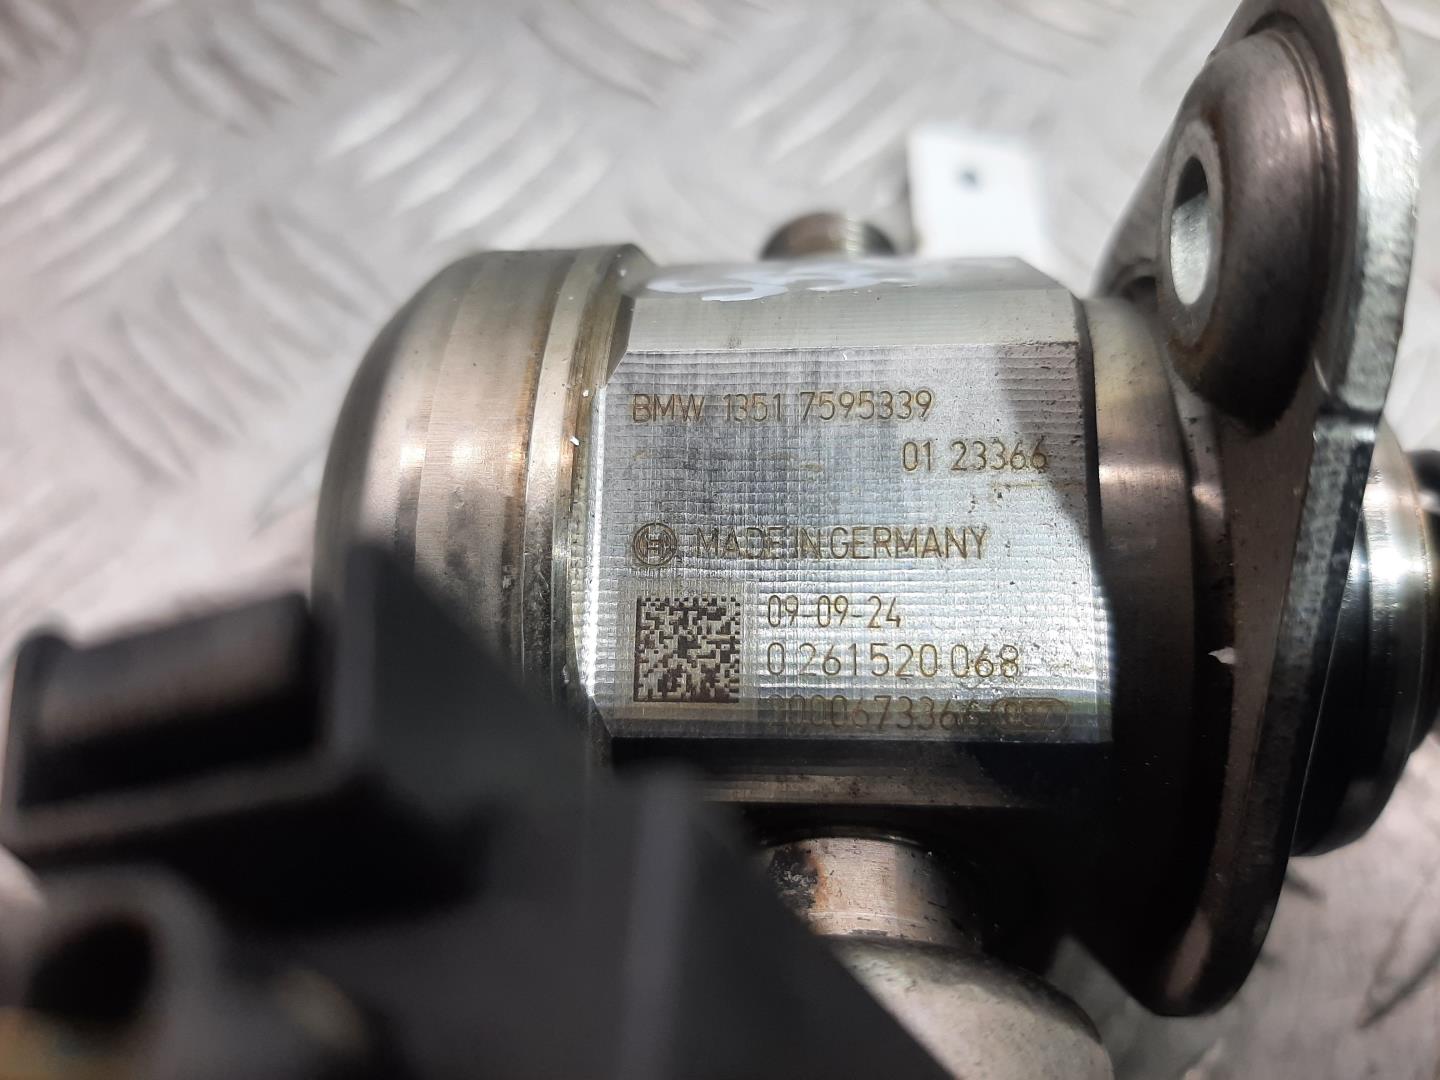 BMW 1351 7595339
01 23366
MADE IN GERMANY
09-09-24
0 261 520 068